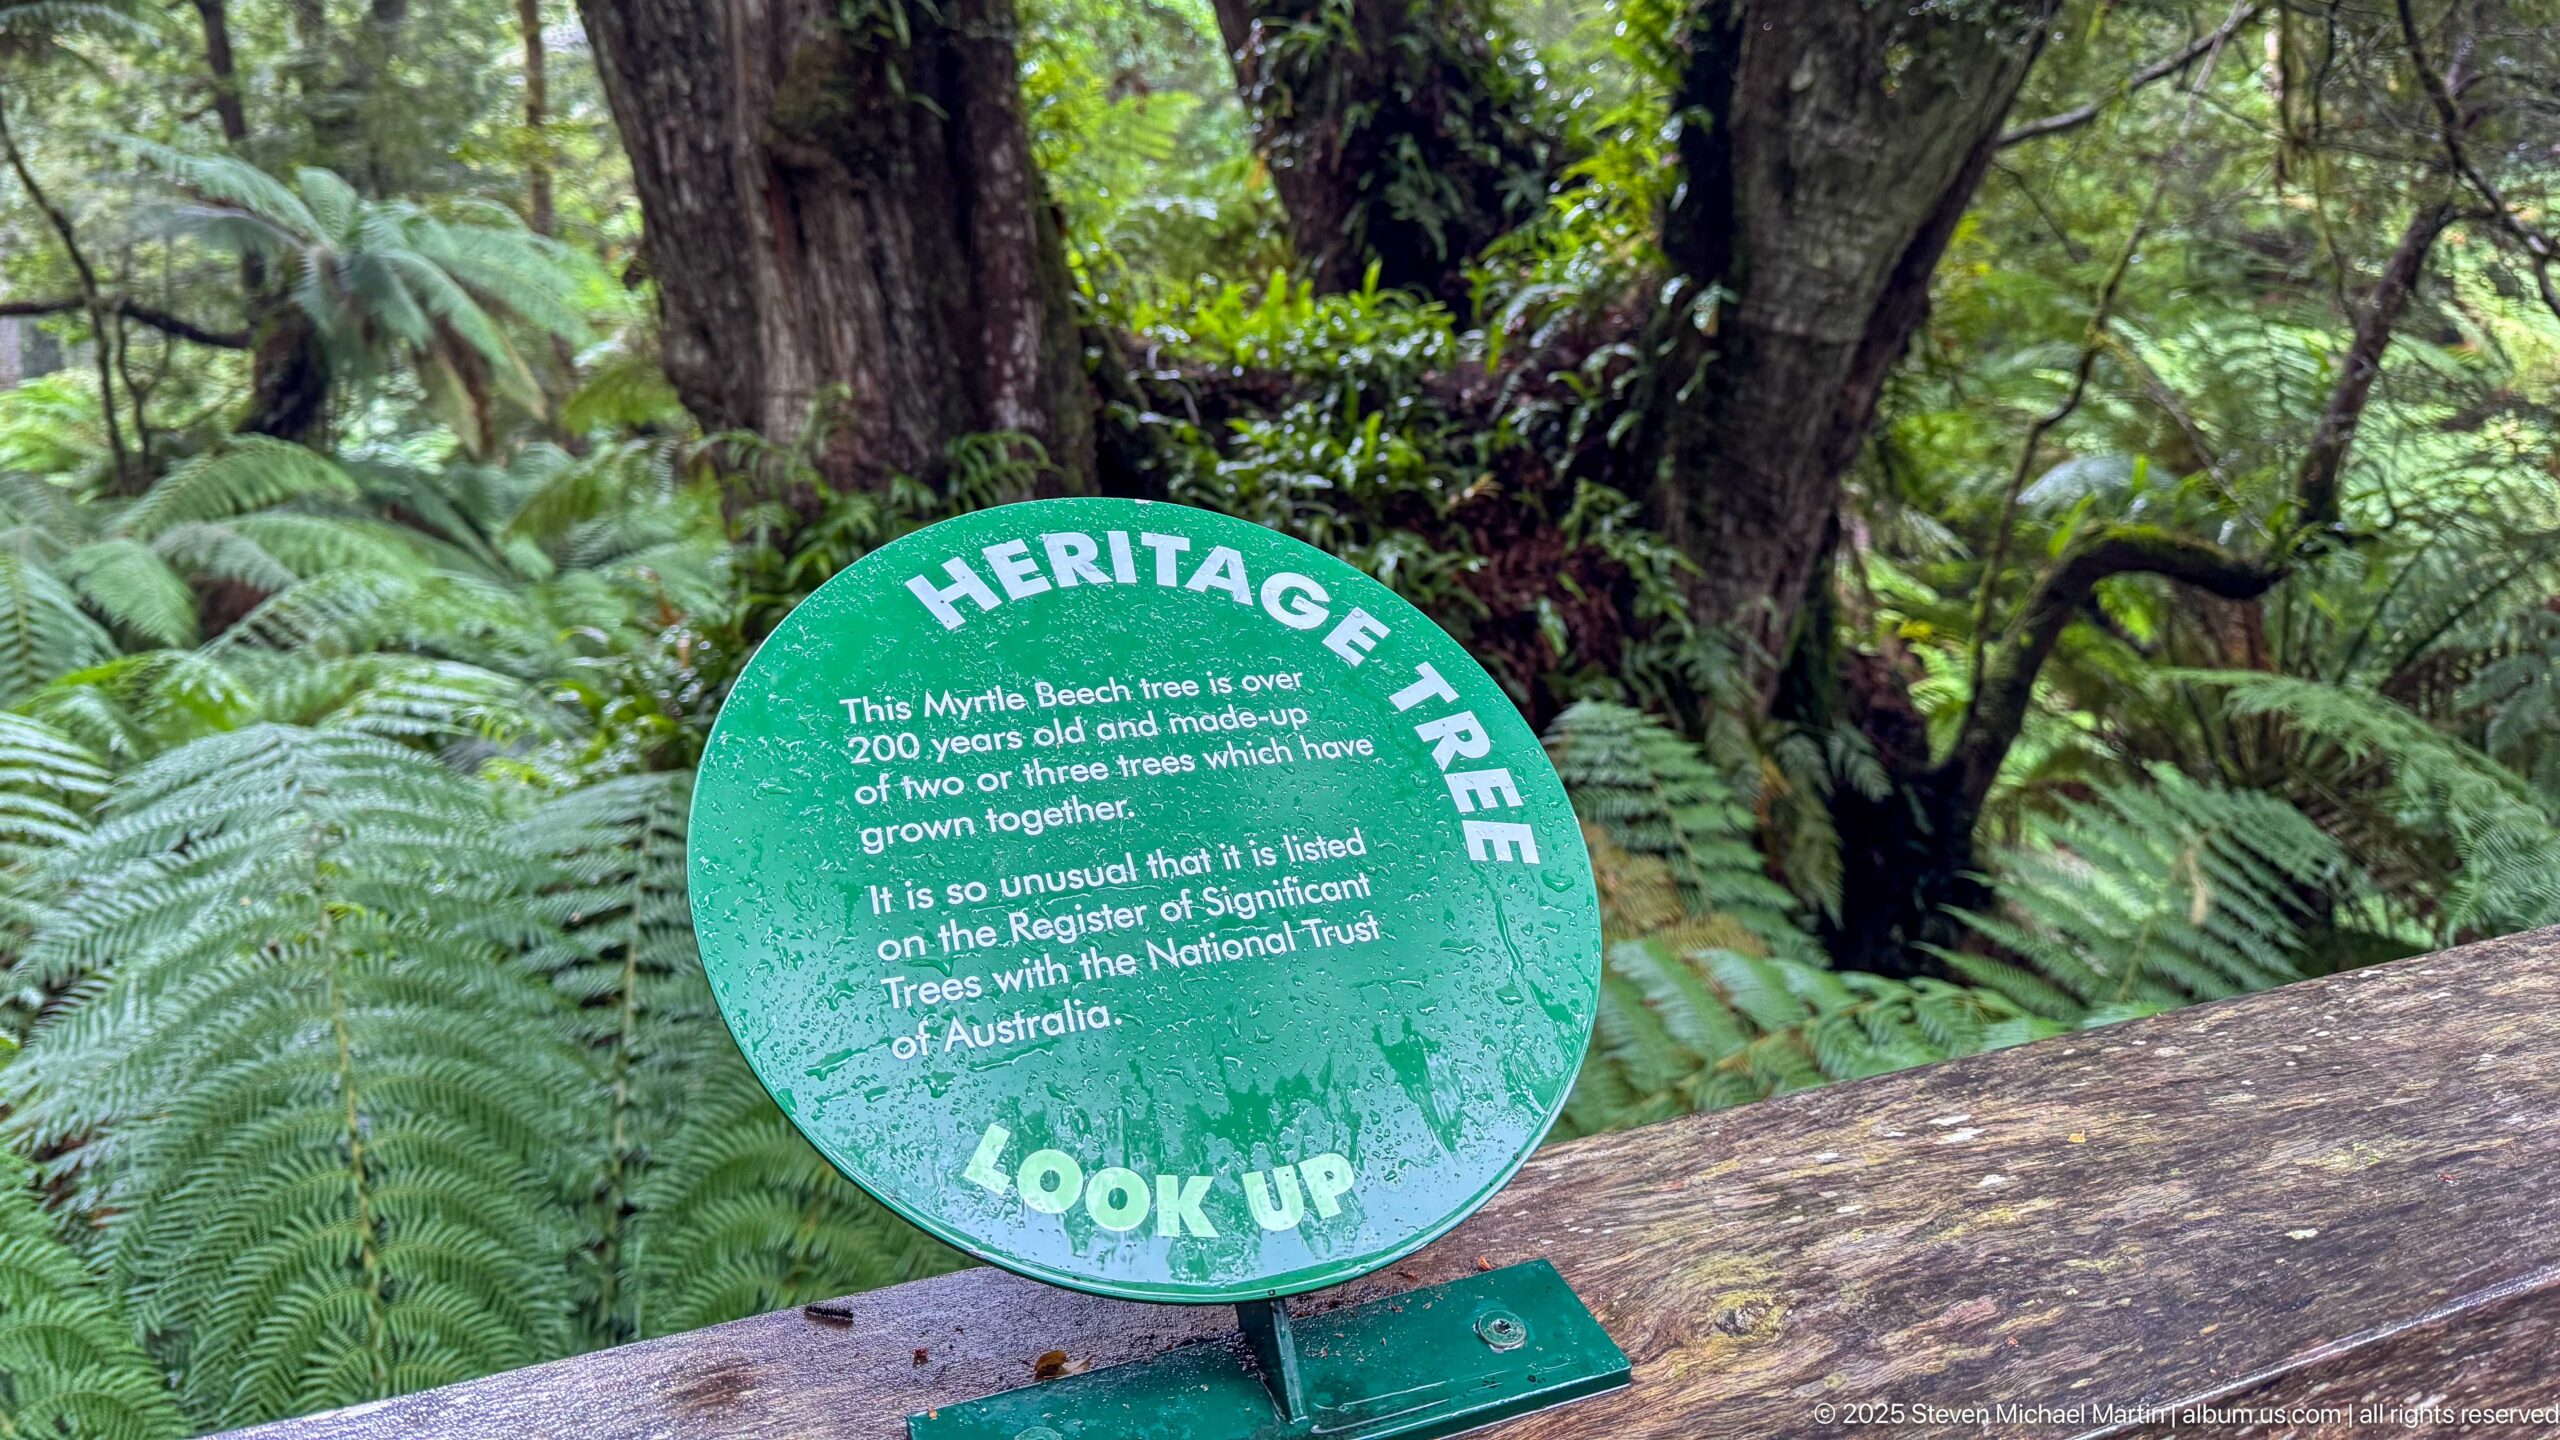 HERITAGE TREE
This Myrtle Beech tree is over
200 years old and made-up
of two or three trees which have
grown together.
It is so unusual that it is listed
on the Register of Significant
Trees with the National Trust
of Australia.
LOOK UP
© 2025 Steven Michael Martin | album.us.com | all rights reserved